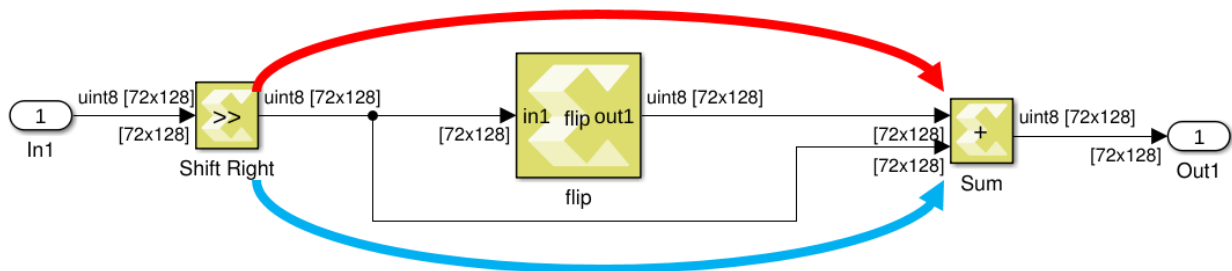 1
In1
uint8 [72x128]
[72x128]
>>
Shift Right
uint8 [72x128]
[72x128]
in1
flip
out1
flip
uint8 [72x128]
[72x128]
[72x128]
+
Sum
uint8 [72x128]
[72x128]
1
Out1